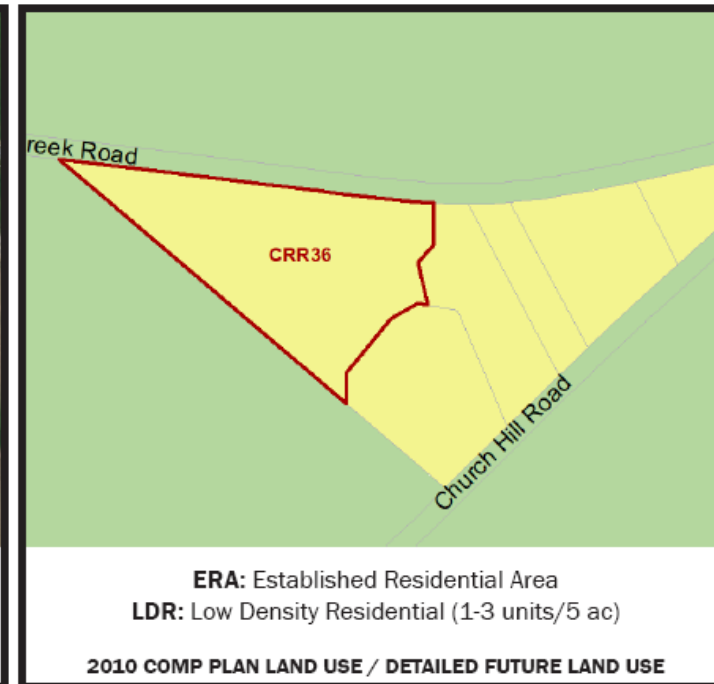 reek Road
CRR36
Church Hill Road
ERA: Established Residential Area
LDR: Low Density Residential (1-3 units/5 ac)
2010 COMP PLAN LAND USE / DETAILED FUTURE LAND USE